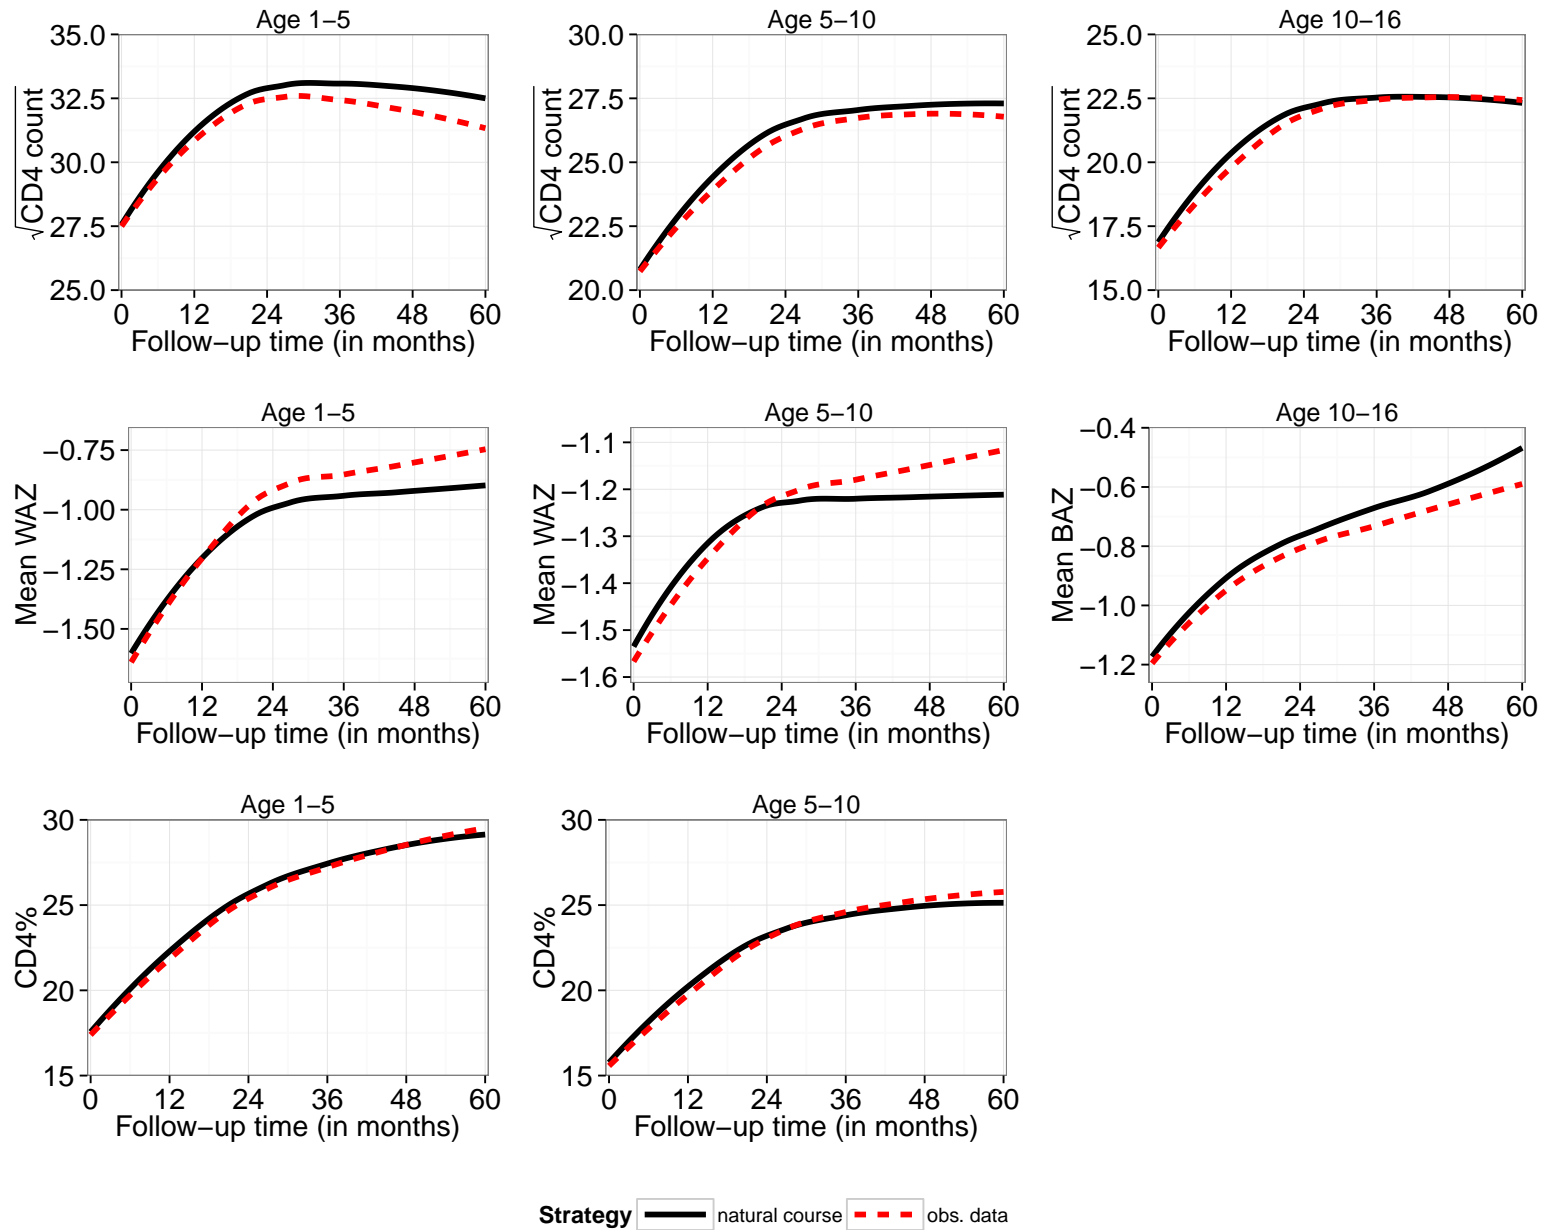 Age 1–5
Age 5–10
Age 10–16
√CD4 count
35.0
32.5
30.0
27.5
25.0
0 12 24 36 48 60
Follow–up time (in months)
√CD4 count
30.0
27.5
25.0
22.5
20.0
0 12 24 36 48 60
Follow–up time (in months)
√CD4 count
25.0
22.5
20.0
17.5
15.0
0 12 24 36 48 60
Follow–up time (in months)
Age 1–5
Age 5–10
Age 10–16
Mean WAZ
−0.75
−1.00
−1.25
−1.50
0 12 24 36 48 60
Follow–up time (in months)
Mean WAZ
−1.1
−1.2
−1.3
−1.4
−1.5
−1.6
0 12 24 36 48 60
Follow–up time (in months)
Mean BAZ
−0.4
−0.6
−0.8
−1.0
−1.2
0 12 24 36 48 60
Follow–up time (in months)
Age 1–5
Age 5–10
CD4%
30
25
20
15
0 12 24 36 48 60
Follow–up time (in months)
CD4%
30
25
20
15
0 12 24 36 48 60
Follow–up time (in months)
Strategy natural course obs. data